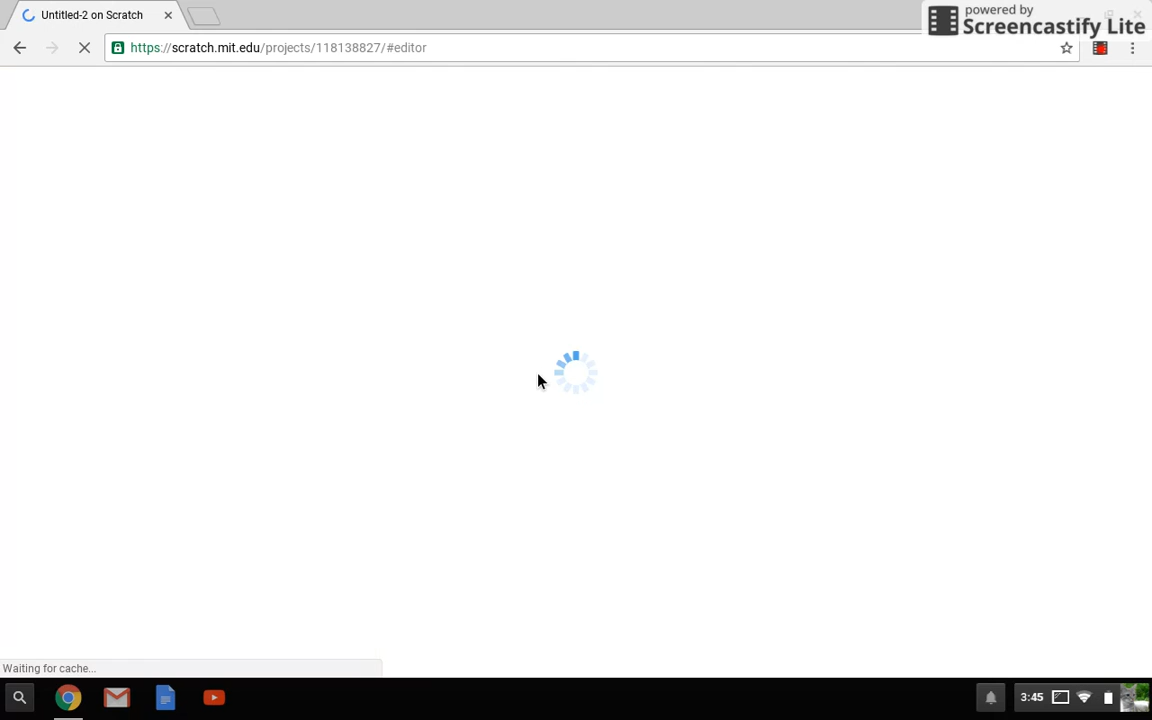 Untitled-2 on Scratch
powered by
Screencastify Lite
https://scratch.mit.edu/projects/118138827/#editor
Waiting for cache...
3:45